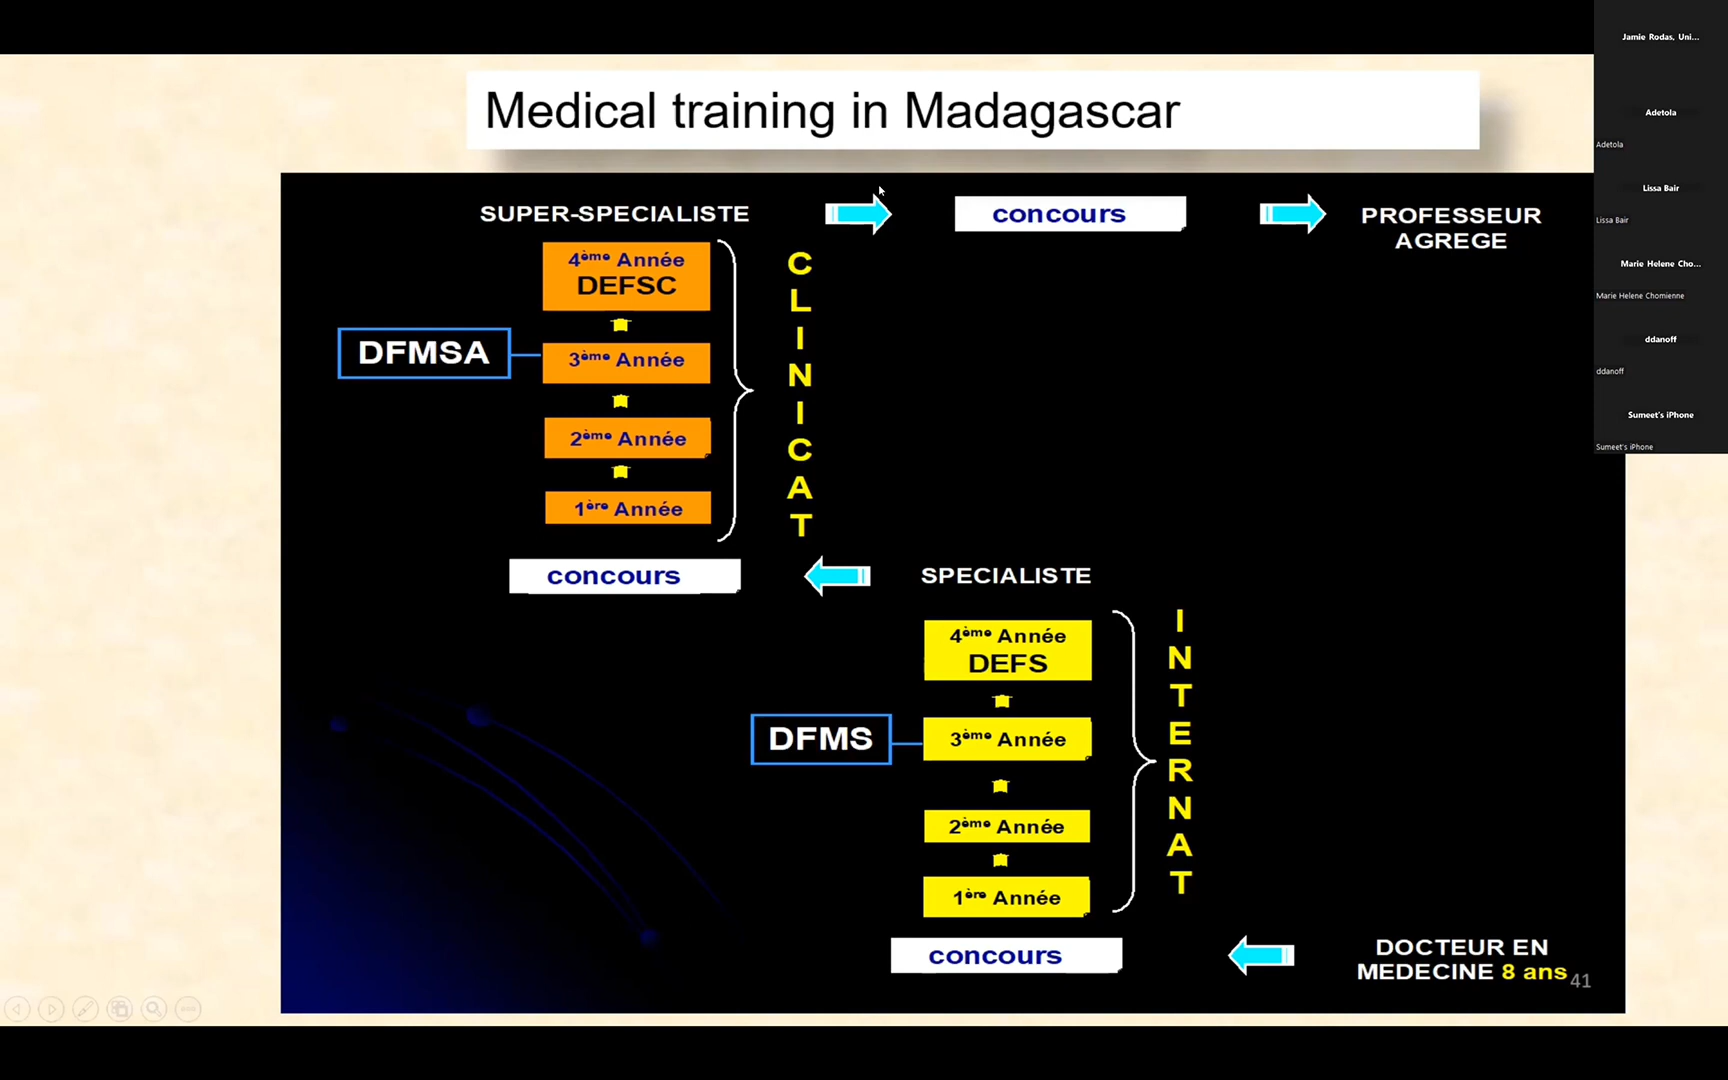 Medical training in Madagascar
SUPER-SPECIALISTE
concours
PROFESSEUR
AGREGE
4ème Année
DEFSC
DFMSA
3ème Année
2ème Année
1ère Année
CLINICAT
concours
SPECIALISTE
4ème Année
DEFS
DFMS
3ème Année
2ème Année
1ère Année
INTERNAT
concours
DOCTEUR EN
MEDECINE 8 ans
41
Jamie Rodas, Uni...
Adetola
Adetola
Lissa Bair
Lissa Bair
Marie Helene Cho...
Marie Helene Chomienne
ddanoff
ddanoff
Sumeet's iPhone
Sumeet's iPhone